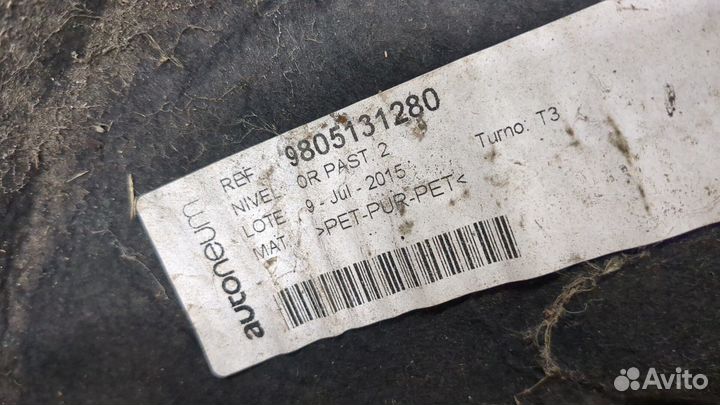 autoneum
REF. 9805131280
NIVEL: OR PAST. 2
LOTE 9 - Jul - 2015 Turno: T3
MAT. >PET-PUR-PET<
Avito